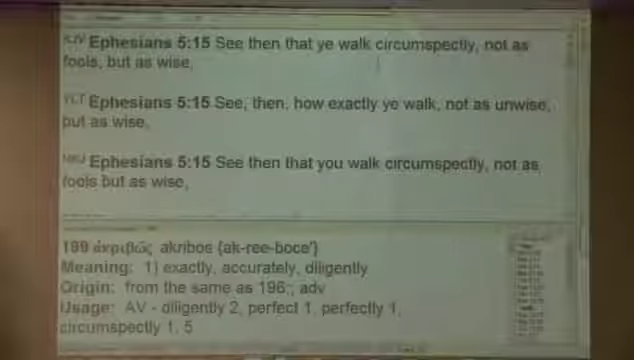 KJV Ephesians 5:15 See then that ye walk circumspectly, not as
fools, but as wise,
YLT Ephesians 5:15 See, then, how exactly ye walk, not as unwise,
but as wise,
NKJ Ephesians 5:15 See then that you walk circumspectly, not as
fools but as wise,
199 ἀκριβῶς akribos {ak-ree-boce'}
Meaning: 1) exactly, accurately, diligently
Origin: from the same as 196:; adv
Usage: AV - diligently 2, perfect 1, perfectly 1,
circumspectly 1, 5